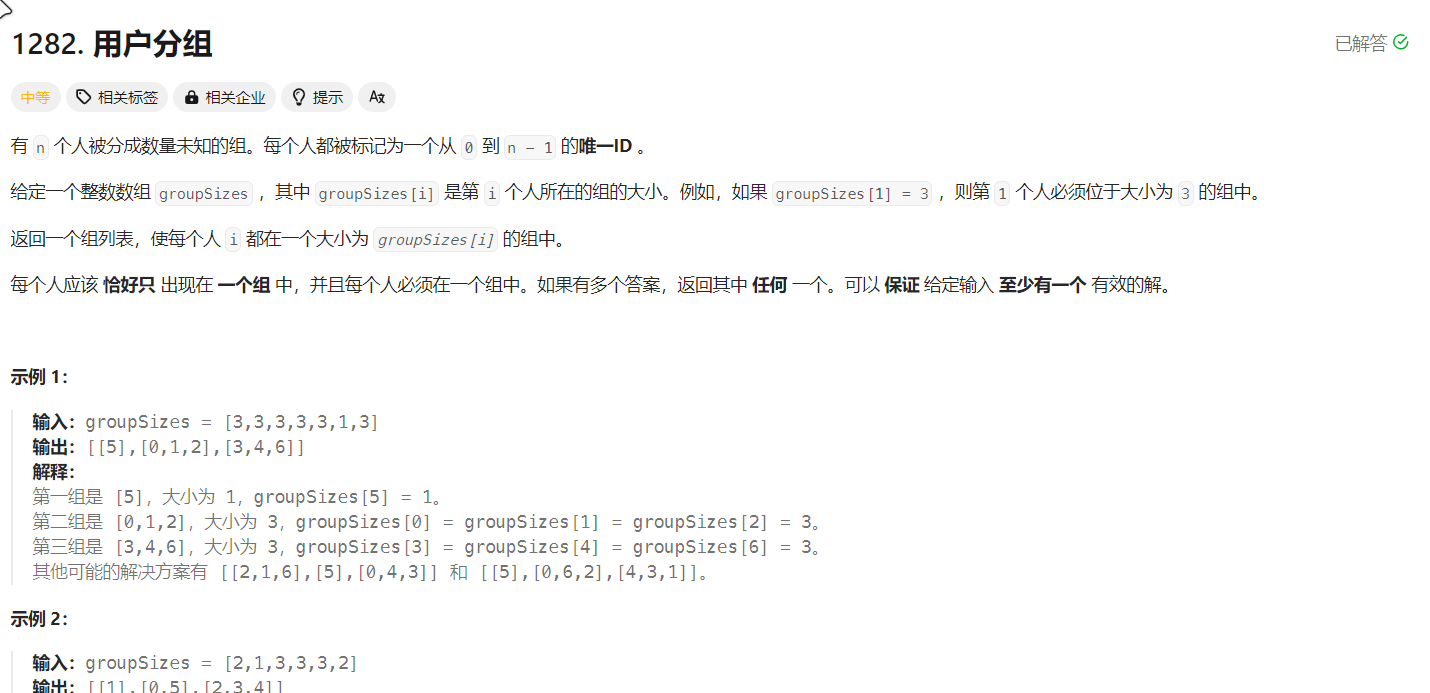 1282. 用户分组
已解答
中等 相关标签 相关企业 提示 Aあ
有 n 个人被分成数量未知的组。每个人都被标记为一个从 0 到 n - 1 的唯一ID 。
给定一个整数数组 groupSizes ，其中 groupSizes[i] 是第 i 个人所在的组的大小。例如，如果 groupSizes[1] = 3 ，则第 1 个人必须位于大小为 3 的组中。
返回一个组列表，使每个人 i 都在一个大小为 groupSizes[i] 的组中。
每个人应该 恰好只 出现在 一个组 中，并且每个人必须在一个组中。如果有多个答案，返回其中 任何 一个。可以 保证 给定输入 至少有一个 有效的解。
示例 1：
输入：groupSizes = [3,3,3,3,3,1,3]
输出：[[5],[0,1,2],[3,4,6]]
解释：
第一组是 [5]，大小为 1，groupSizes[5] = 1。
第二组是 [0,1,2]，大小为 3，groupSizes[0] = groupSizes[1] = groupSizes[2] = 3。
第三组是 [3,4,6]，大小为 3，groupSizes[3] = groupSizes[4] = groupSizes[6] = 3。
其他可能的解决方案有 [[2,1,6],[5],[0,4,3]] 和 [[5],[0,6,2],[4,3,1]]。
示例 2：
输入：groupSizes = [2,1,3,3,3,2]
输出：[[1],[0,5],[2,3,4]]